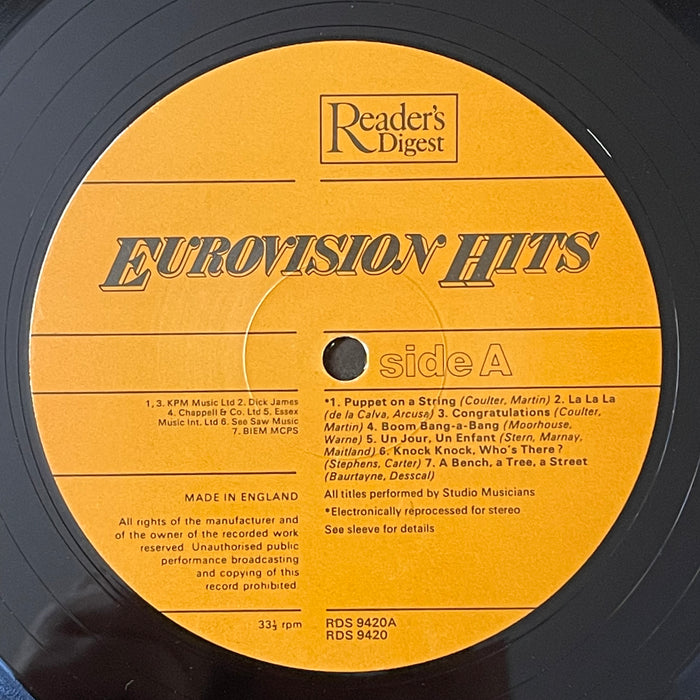 Reader's
Digest
EUROVISION HITS
side A
1, 3. KPM Music Ltd 2. Dick James
4. Chappell & Co. Ltd 5. Essex
Music Int. Ltd 6. See Saw Music
7. BIEM MCPS
*1. Puppet on a String (Coulter, Martin) 2. La La La
(de la Calva, Arcusa) 3. Congratulations (Coulter,
Martin) 4. Boom Bang-a-Bang (Moorhouse,
Warne) 5. Un Jour, Un Enfant (Stern, Marnay,
Maitland) 6. Knock Knock, Who's There?
(Stephens, Carter) 7. A Bench, a Tree, a Street
(Baurtayne, Desscal)
MADE IN ENGLAND
All titles performed by Studio Musicians
*Electronically reprocessed for stereo
See sleeve for details
All rights of the manufacturer and
of the owner of the recorded work
reserved. Unauthorised public
performance broadcasting
and copying of this
record prohibited.
33⅓ rpm
RDS 9420A
RDS 9420